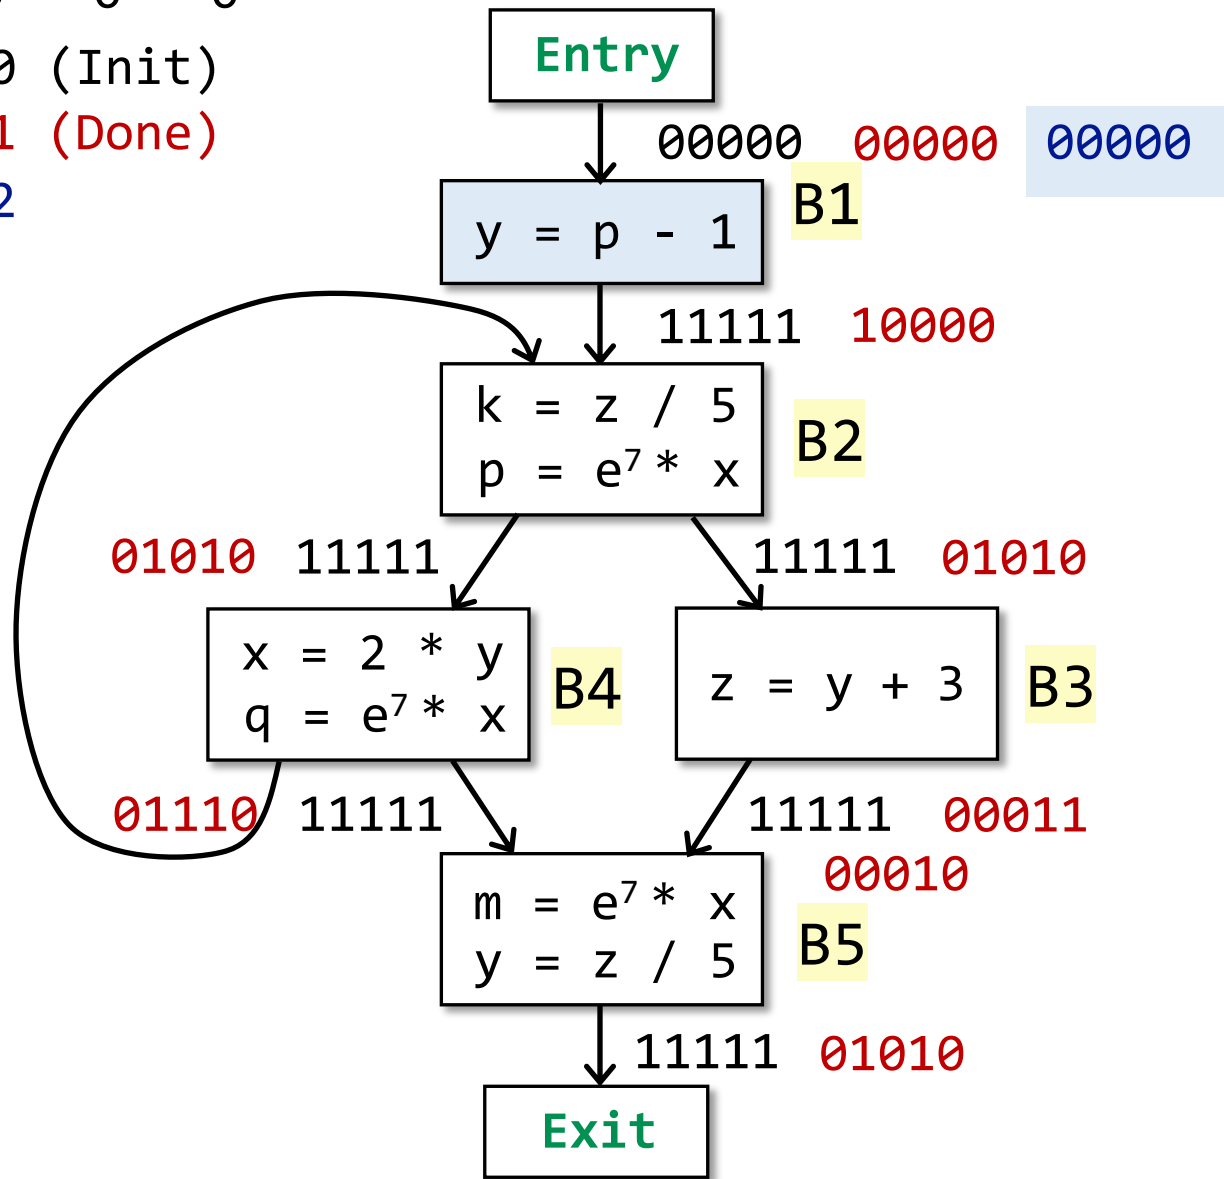 Entry
0 (Init)
1 (Done)
2
00000 00000 00000
B1
y = p - 1
11111 10000
k = z / 5
p = e⁷ * x
B2
01010 11111
11111 01010
x = 2 * y
q = e⁷ * x
B4
z = y + 3
B3
01110 11111
11111 00011
00010
m = e⁷ * x
y = z / 5
B5
11111 01010
Exit